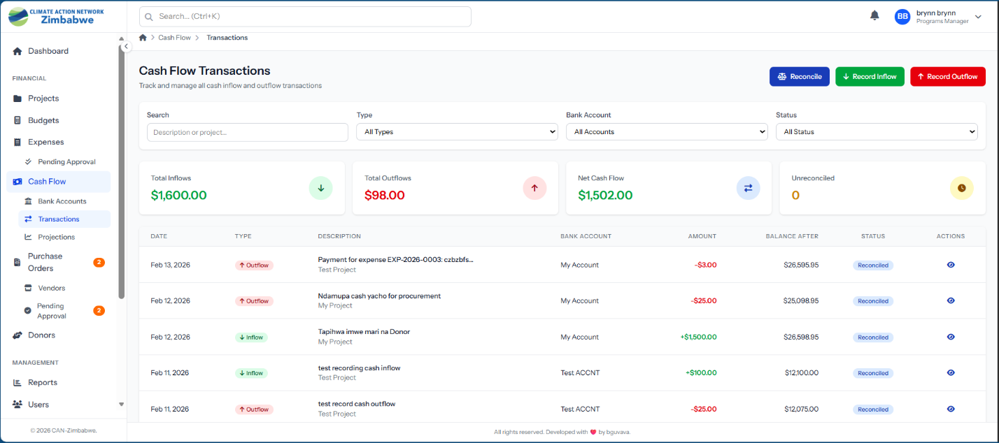 CLIMATE ACTION NETWORK
Zimbabwe
Search... (Ctrl+K)
BB
brynn brynn
Programs Manager
Cash Flow
Transactions
Dashboard
FINANCIAL
Projects
Budgets
Expenses
Pending Approval
Cash Flow
Bank Accounts
Transactions
Projections
Purchase
Orders
2
Vendors
Pending
Approval
2
Donors
MANAGEMENT
Reports
Users
© 2026 CAN-Zimbabwe.
Cash Flow Transactions
Track and manage all cash inflow and outflow transactions
Reconcile
Record Inflow
Record Outflow
Search
Type
Bank Account
Status
Description or project...
All Types
All Accounts
All Status
Total Inflows
$1,600.00
Total Outflows
$98.00
Net Cash Flow
$1,502.00
Unreconciled
0
DATE TYPE DESCRIPTION BANK ACCOUNT AMOUNT BALANCE AFTER STATUS ACTIONS
Feb 13, 2026 Outflow Payment for expense EXP-2026-0003: czbzbfs... My Account -$3.00 $26,595.95 Reconciled
Test Project
Feb 12, 2026 Outflow Ndamupa cash yacho for procurement My Account -$25.00 $25,098.95 Reconciled
My Project
Feb 12, 2026 Inflow Tapihwa imwe mari na Donor My Account +$1,500.00 $26,598.95 Reconciled
My Project
Feb 11, 2026 Inflow test recording cash inflow Test ACCNT +$100.00 $12,100.00 Reconciled
Test Project
Feb 11, 2026 Outflow test record cash outflow Test ACCNT -$25.00 $12,075.00 Reconciled
Test Project
All rights reserved. Developed with ❤ by bguvava.